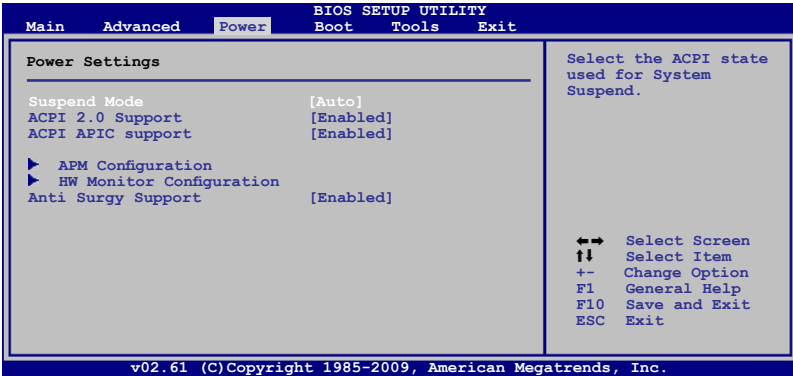 BIOS SETUP UTILITY
Main Advanced Power Boot Tools Exit
Power Settings
Suspend Mode [Auto]
ACPI 2.0 Support [Enabled]
ACPI APIC support [Enabled]
APM Configuration
HW Monitor Configuration
Anti Surgy Support [Enabled]
Select the ACPI state
used for System
Suspend.
←→ Select Screen
↑↓ Select Item
+- Change Option
F1 General Help
F10 Save and Exit
ESC Exit
v02.61 (C)Copyright 1985-2009, American Megatrends, Inc.